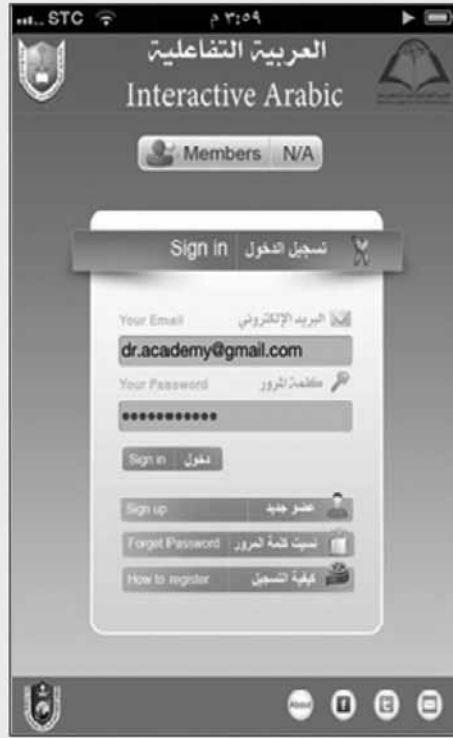 STC ٣:٥٩ م
العربية التفاعلية
Interactive Arabic
Members N/A
Sign in تسجيل الدخول
Your Email البريد الإلكتروني
dr.academy@gmail.com
Your Password كلمة المرور
•••••••••••
Sign in دخول
Sign up عضو جديد
Forget Password نسيت كلمة المرور
How to register كيفية التسجيل
About